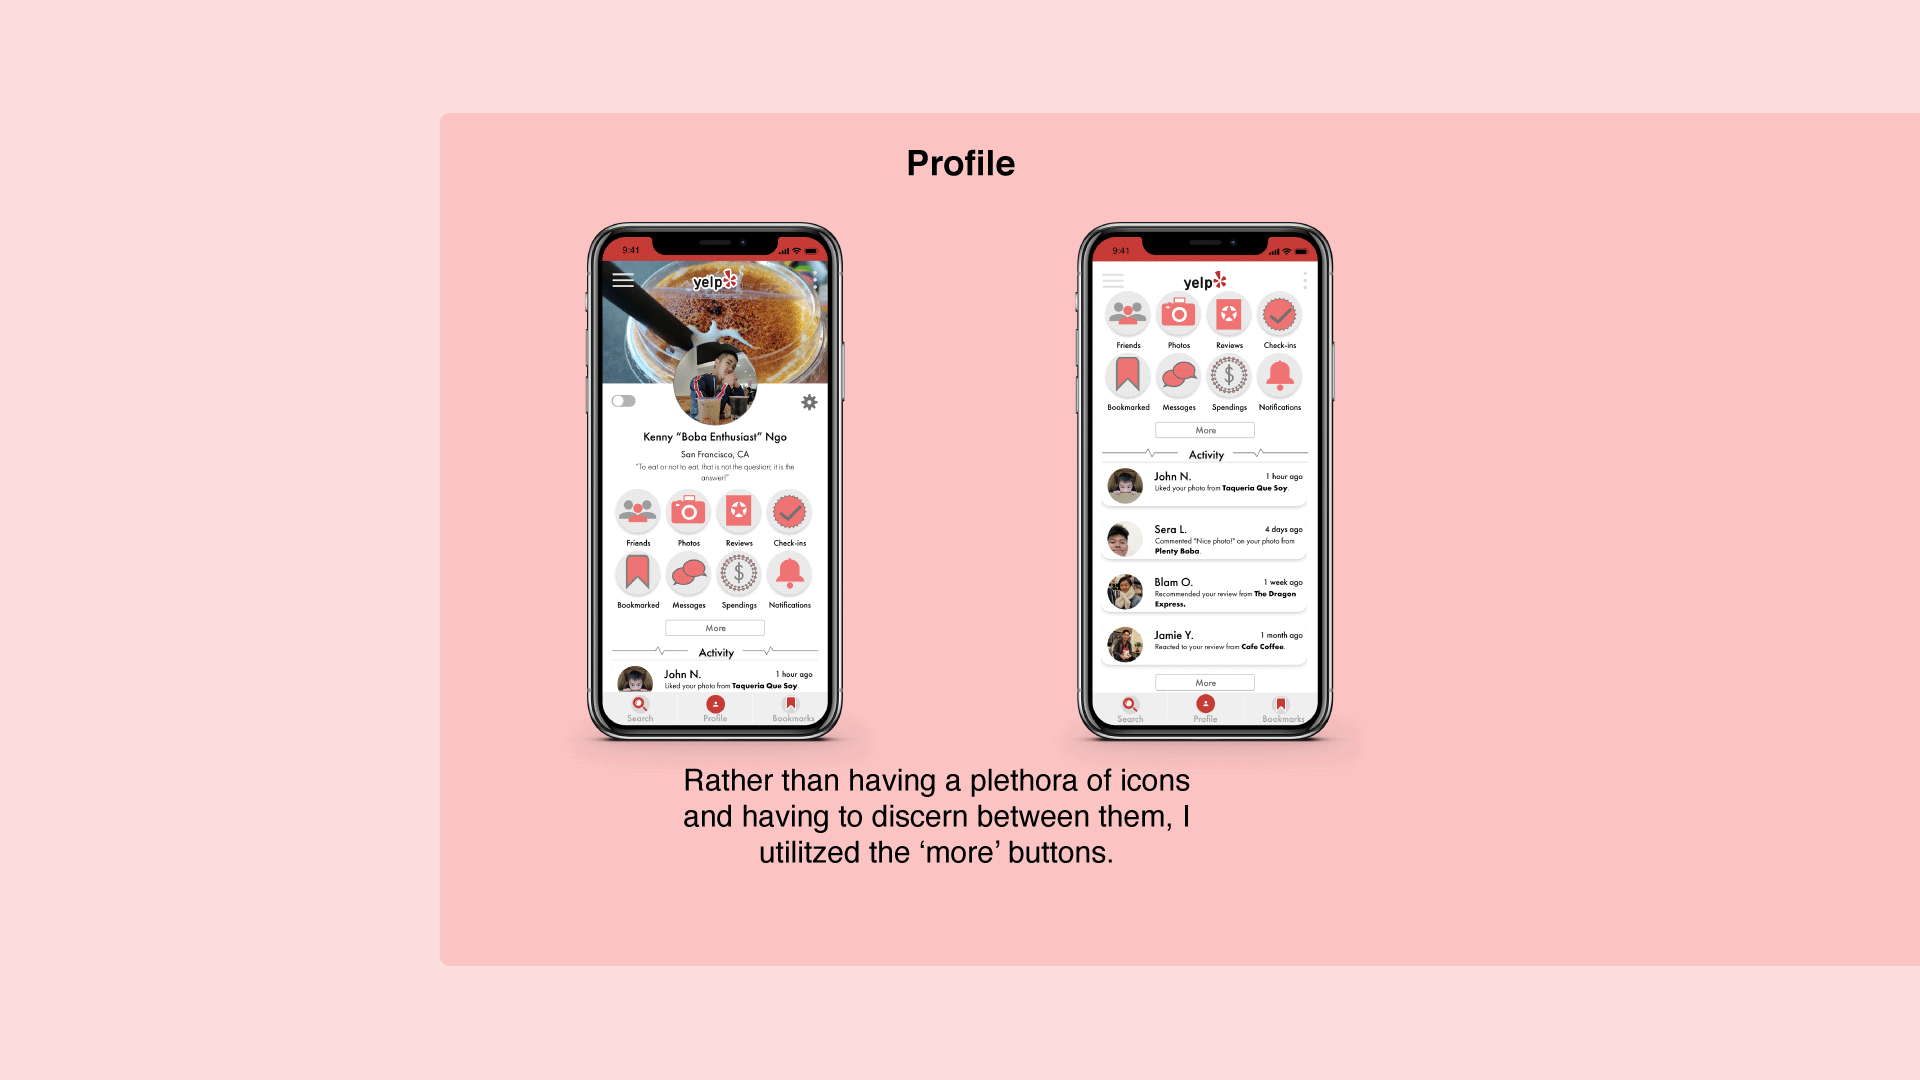 Profile
9:41
yelp
Kenny “Boba Enthusiast” Ngo
San Francisco, CA
"To eat or not to eat, that is not the question; it is the
answer!"
Friends Photos Reviews Check-ins
Bookmarked Messages Spendings Notifications
More
Activity
John N. 1 hour ago
Liked your photo from Taqueria Que Soy.
Search Profile Bookmarks
9:41
yelp
Friends Photos Reviews Check-ins
Bookmarked Messages Spendings Notifications
More
Activity
John N. 1 hour ago
Liked your photo from Taqueria Que Soy.
Sera L. 4 days ago
Commented "Nice photo!" on your photo from
Plenty Boba.
Blam O. 1 week ago
Recommended your review from The Dragon
Express.
Jamie Y. 1 month ago
Reacted to your review from Cafe Coffee.
More
Search Profile Bookmarks
Rather than having a plethora of icons
and having to discern between them, I
utilitzed the ‘more’ buttons.